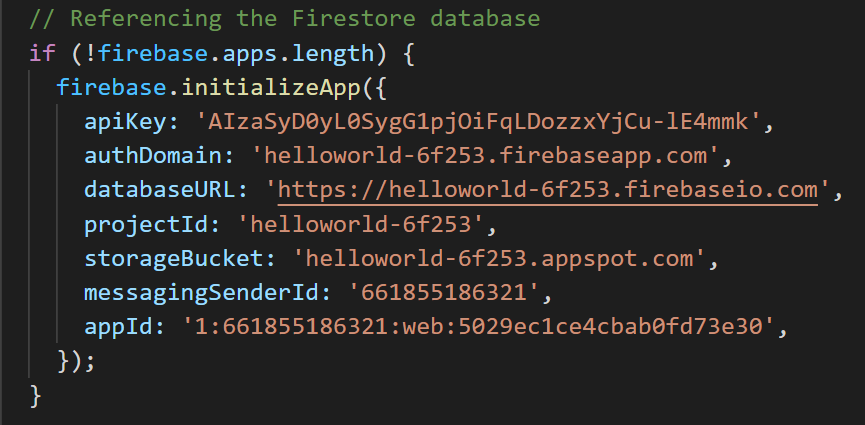 // Referencing the Firestore database
if (!firebase.apps.length) {
firebase.initializeApp({
apiKey: 'AIzaSyD0yL0SygG1pjOiFqLDozzxYjCu-lE4mmk',
authDomain: 'helloworld-6f253.firebaseapp.com',
databaseURL: 'https://helloworld-6f253.firebaseio.com',
projectId: 'helloworld-6f253',
storageBucket: 'helloworld-6f253.appspot.com',
messagingSenderId: '661855186321',
appId: '1:661855186321:web:5029ec1ce4cbab0fd73e30',
});
}